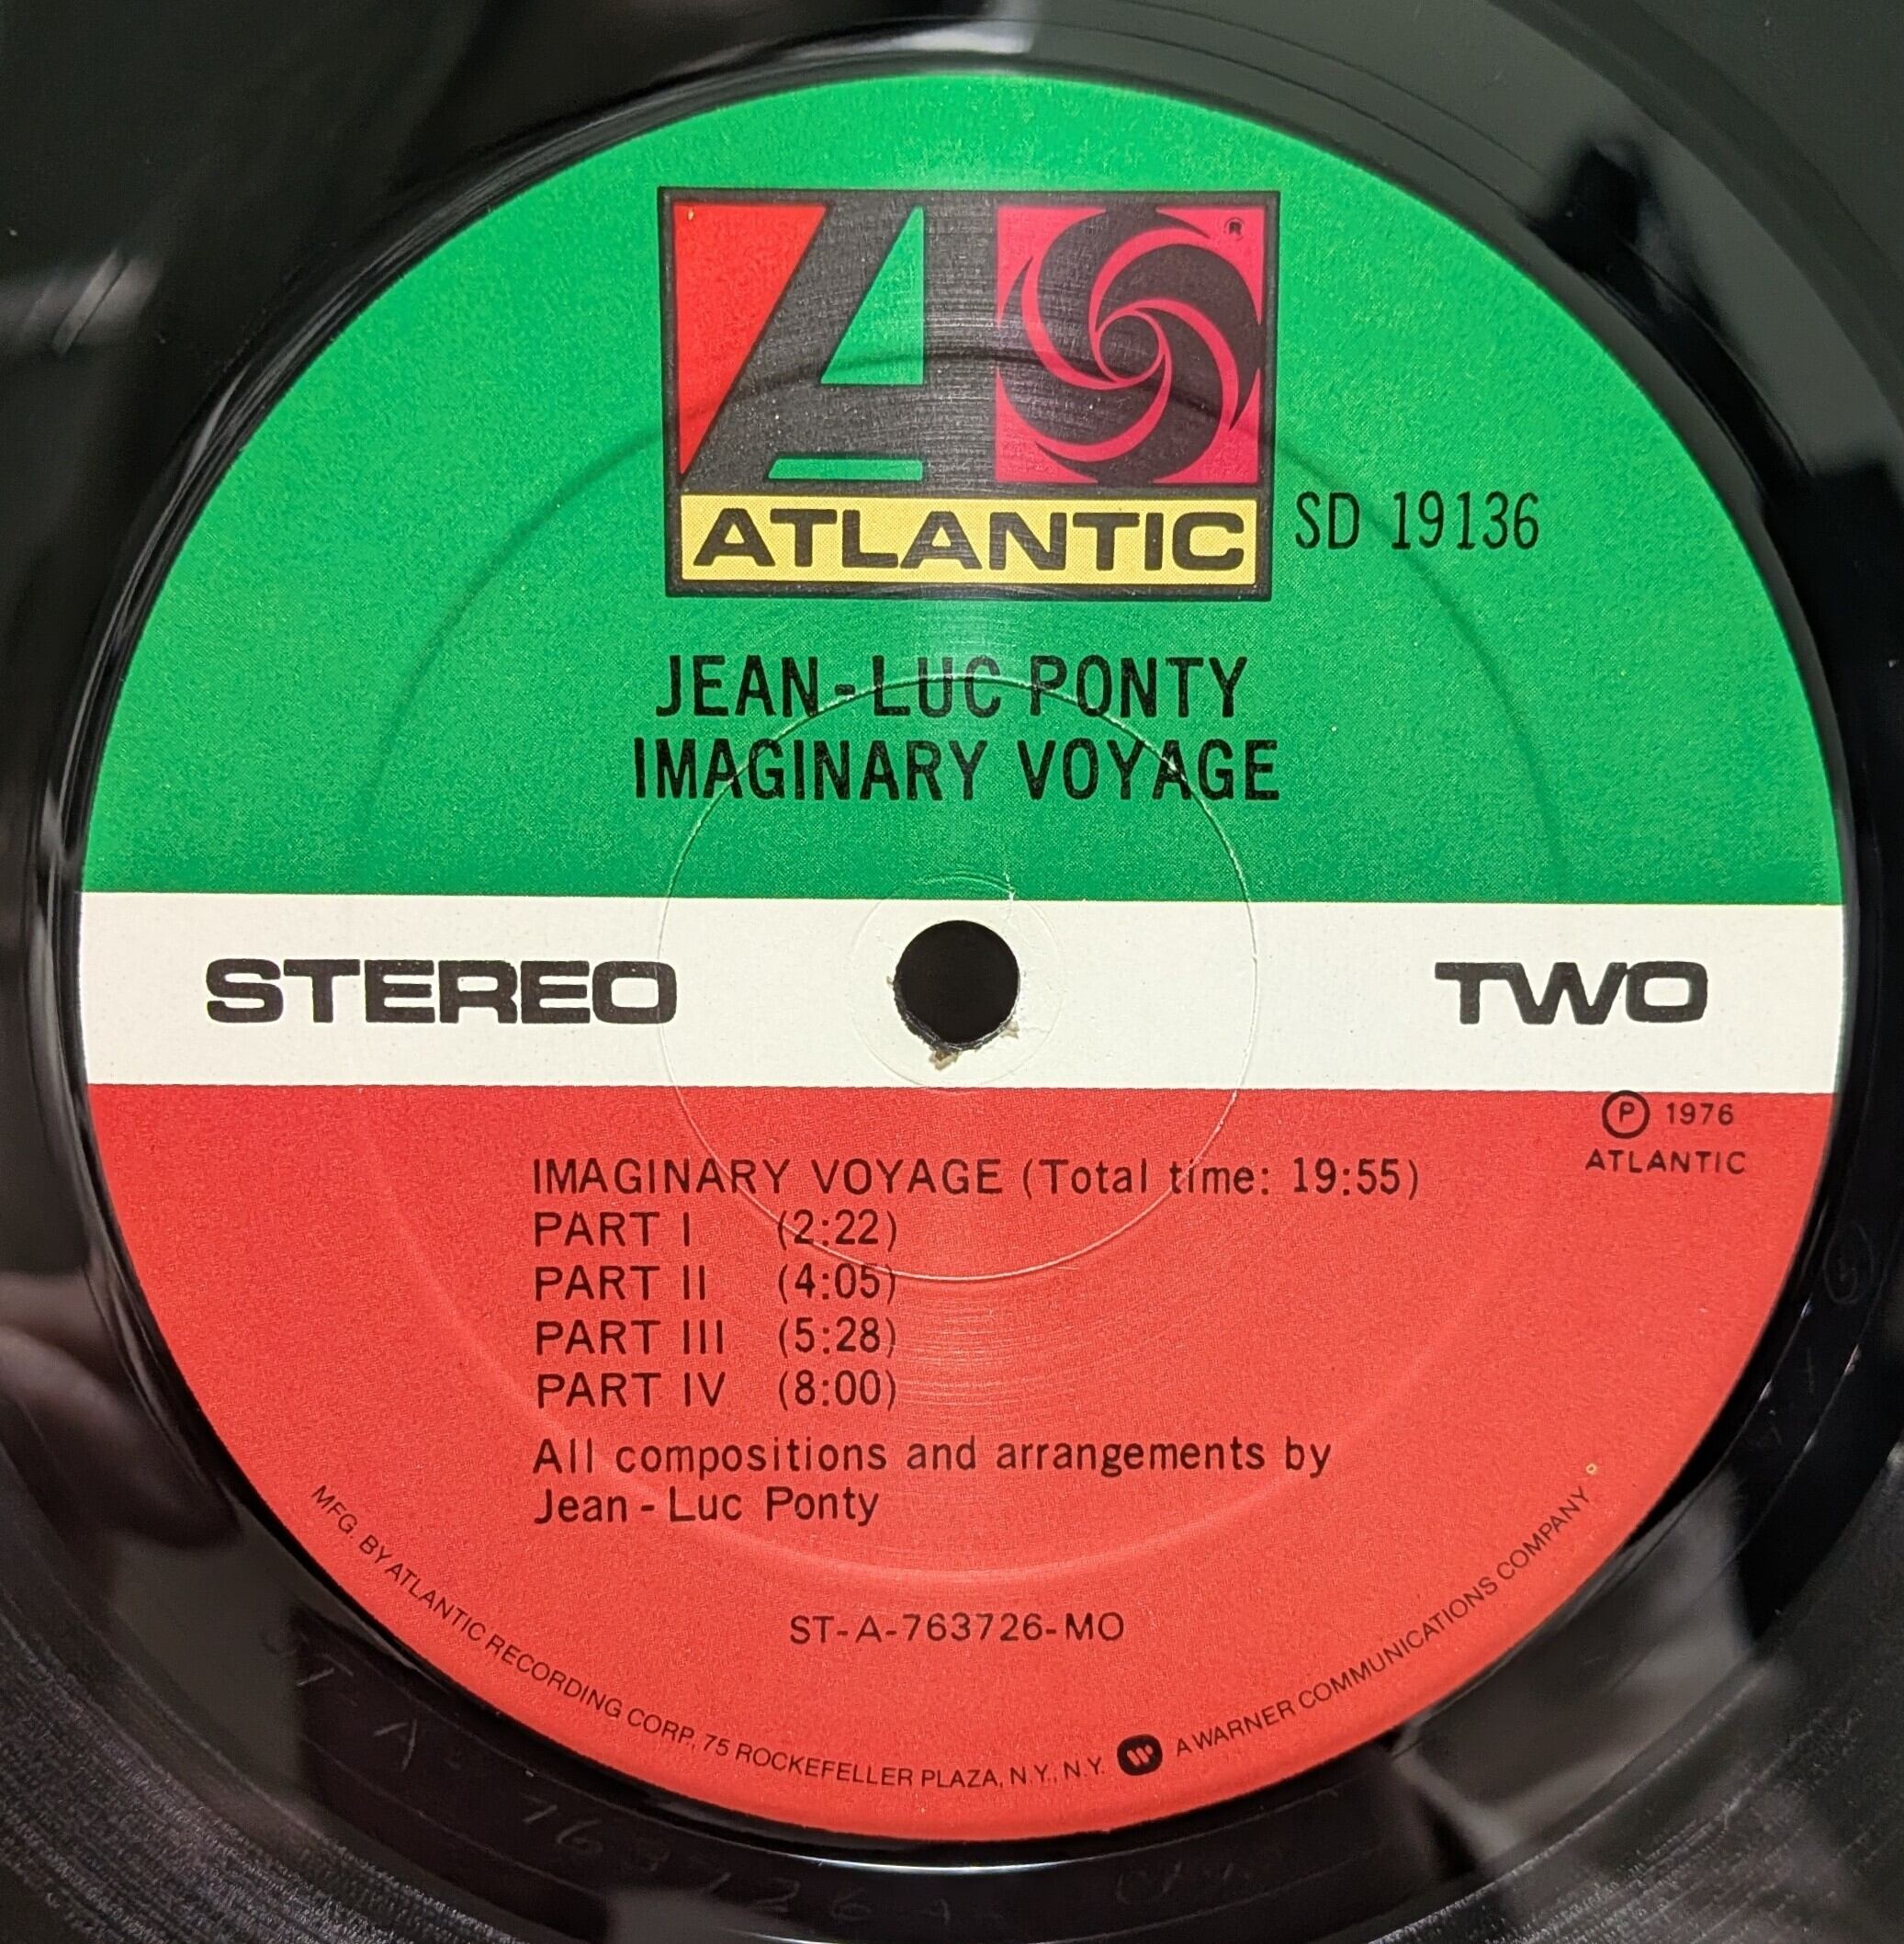 ATLANTIC
®
SD 19136
JEAN-LUC PONTY
IMAGINARY VOYAGE
STEREO
TWO
Ⓟ 1976
ATLANTIC
IMAGINARY VOYAGE (Total time: 19:55)
PART I (2:22)
PART II (4:05)
PART III (5:28)
PART IV (8:00)
All compositions and arrangements by
Jean-Luc Ponty
ST-A-763726-MO
MFG. BY ATLANTIC RECORDING CORP. 75 ROCKEFELLER PLAZA, N.Y., N.Y. A WARNER COMMUNICATIONS COMPANY